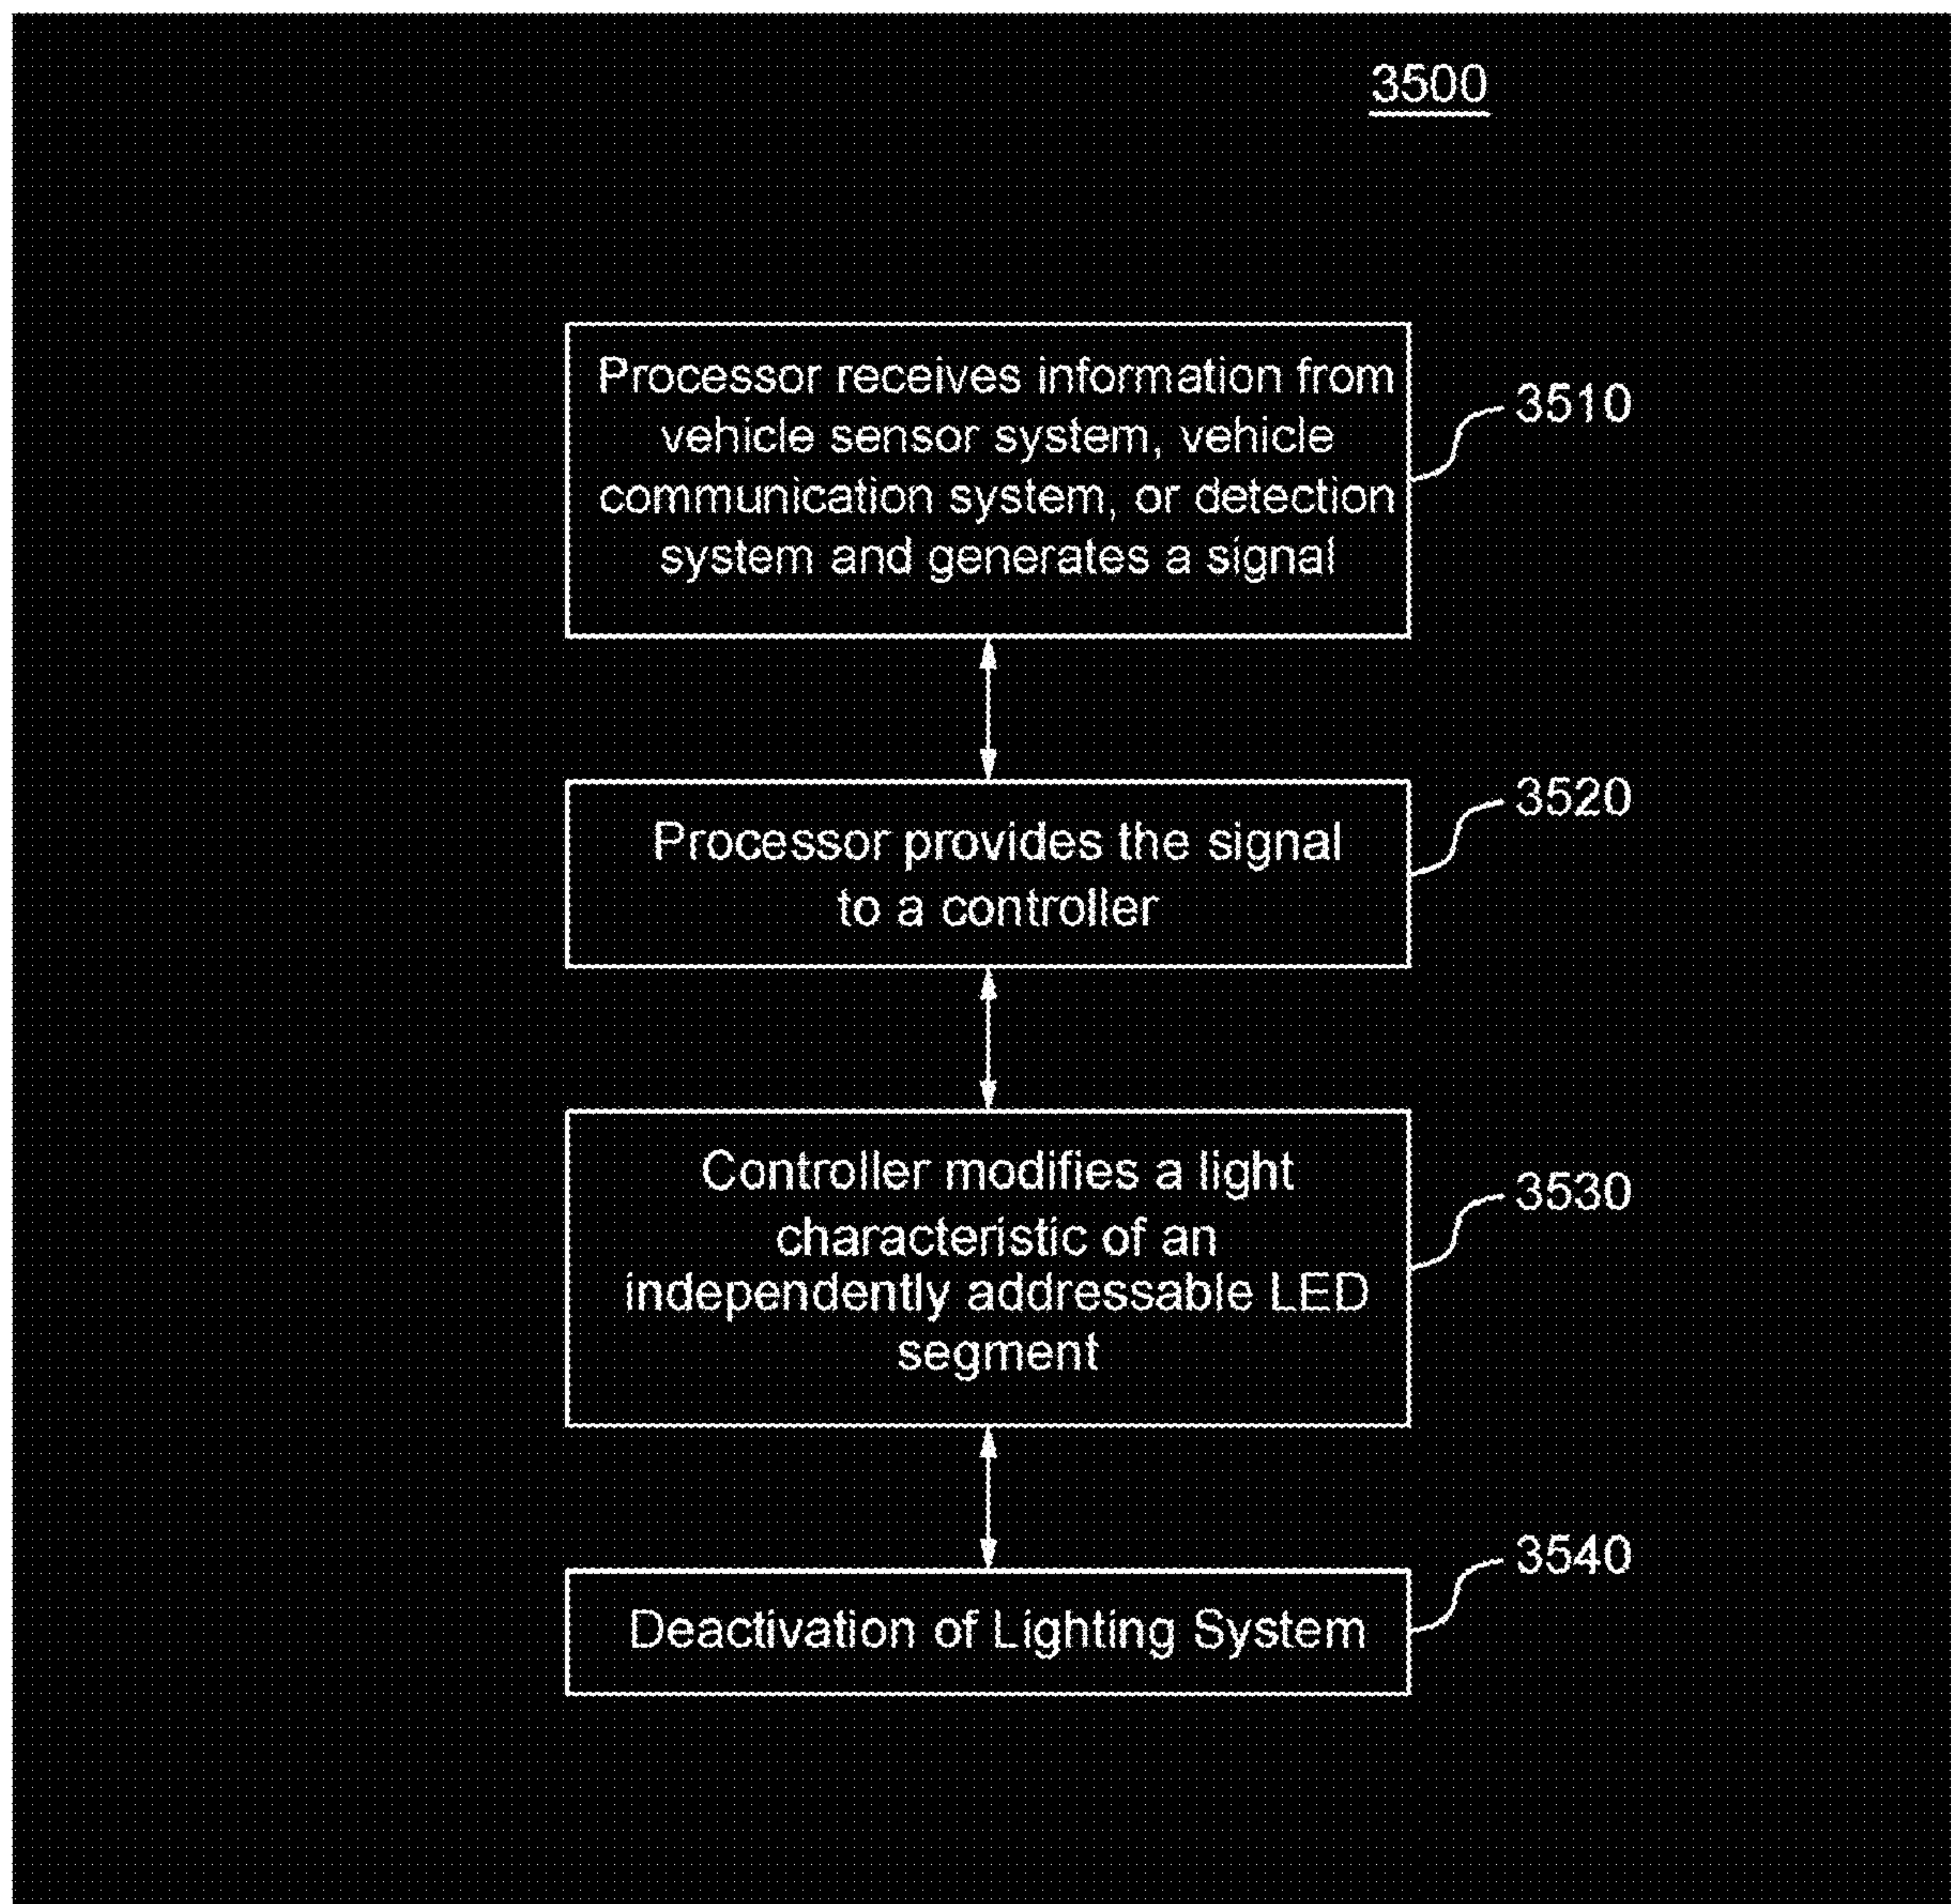 3500
Processor receives information from
vehicle sensor system, vehicle
communication system, or detection
system and generates a signal
3510
Processor provides the signal
to a controller
3520
Controller modifies a light
characteristic of an
independently addressable LED
segment
3530
Deactivation of Lighting System
3540